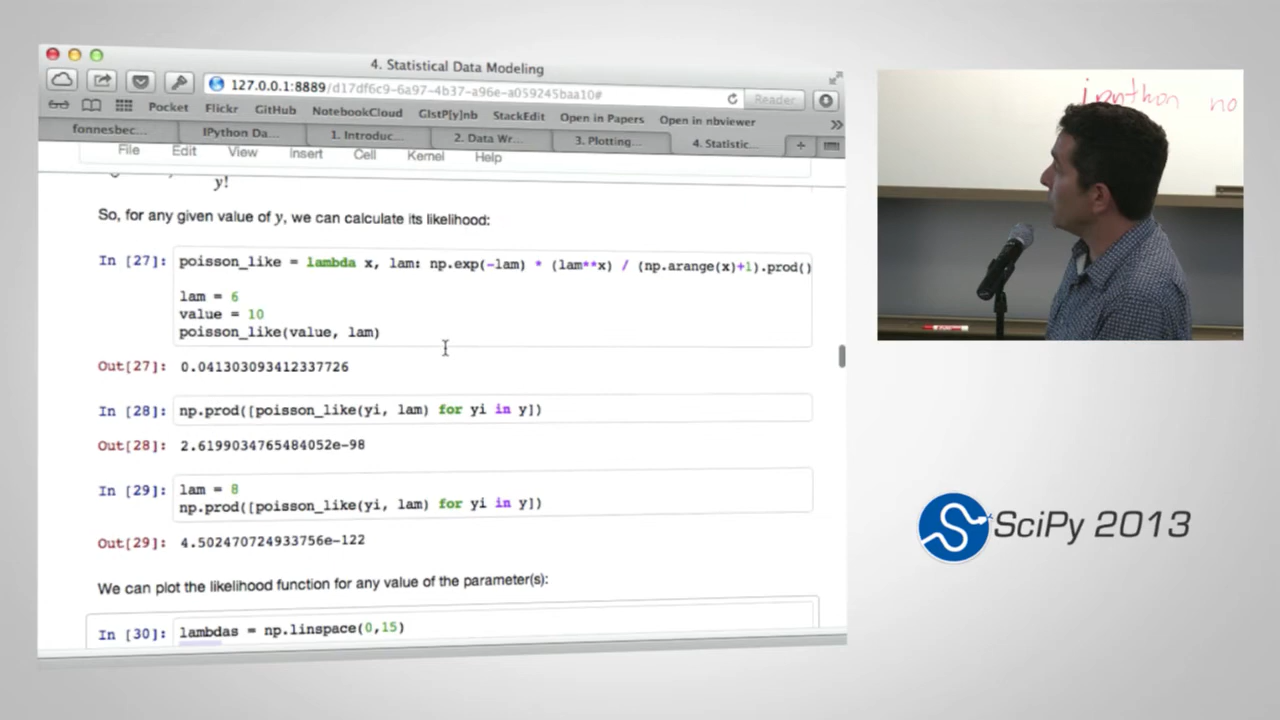 4. Statistical Data Modeling
127.0.0.1:8889/d17df6c9-6a97-4b37-a96e-a059245baa10#
Reader
Pocket Flickr GitHub NotebookCloud GIstP[y]nb StackEdit Open in Papers Open in nbviewer
fonnesbec... IPython Da... 1. Introduc... 2. Data Wr... 3. Plotting... 4. Statistic...
File Edit View Insert Cell Kernel Help
y!
So, for any given value of y, we can calculate its likelihood:
In [27]: poisson_like = lambda x, lam: np.exp(-lam) * (lam**x) / (np.arange(x)+1).prod()
lam = 6
value = 10
poisson_like(value, lam)
Out[27]: 0.041303093412337726
In [28]: np.prod([poisson_like(yi, lam) for yi in y])
Out[28]: 2.6199034765484052e-98
In [29]: lam = 8
np.prod([poisson_like(yi, lam) for yi in y])
Out[29]: 4.502470724933756e-122
We can plot the likelihood function for any value of the parameter(s):
In [30]: lambdas = np.linspace(0,15)
ipython no
SciPy 2013